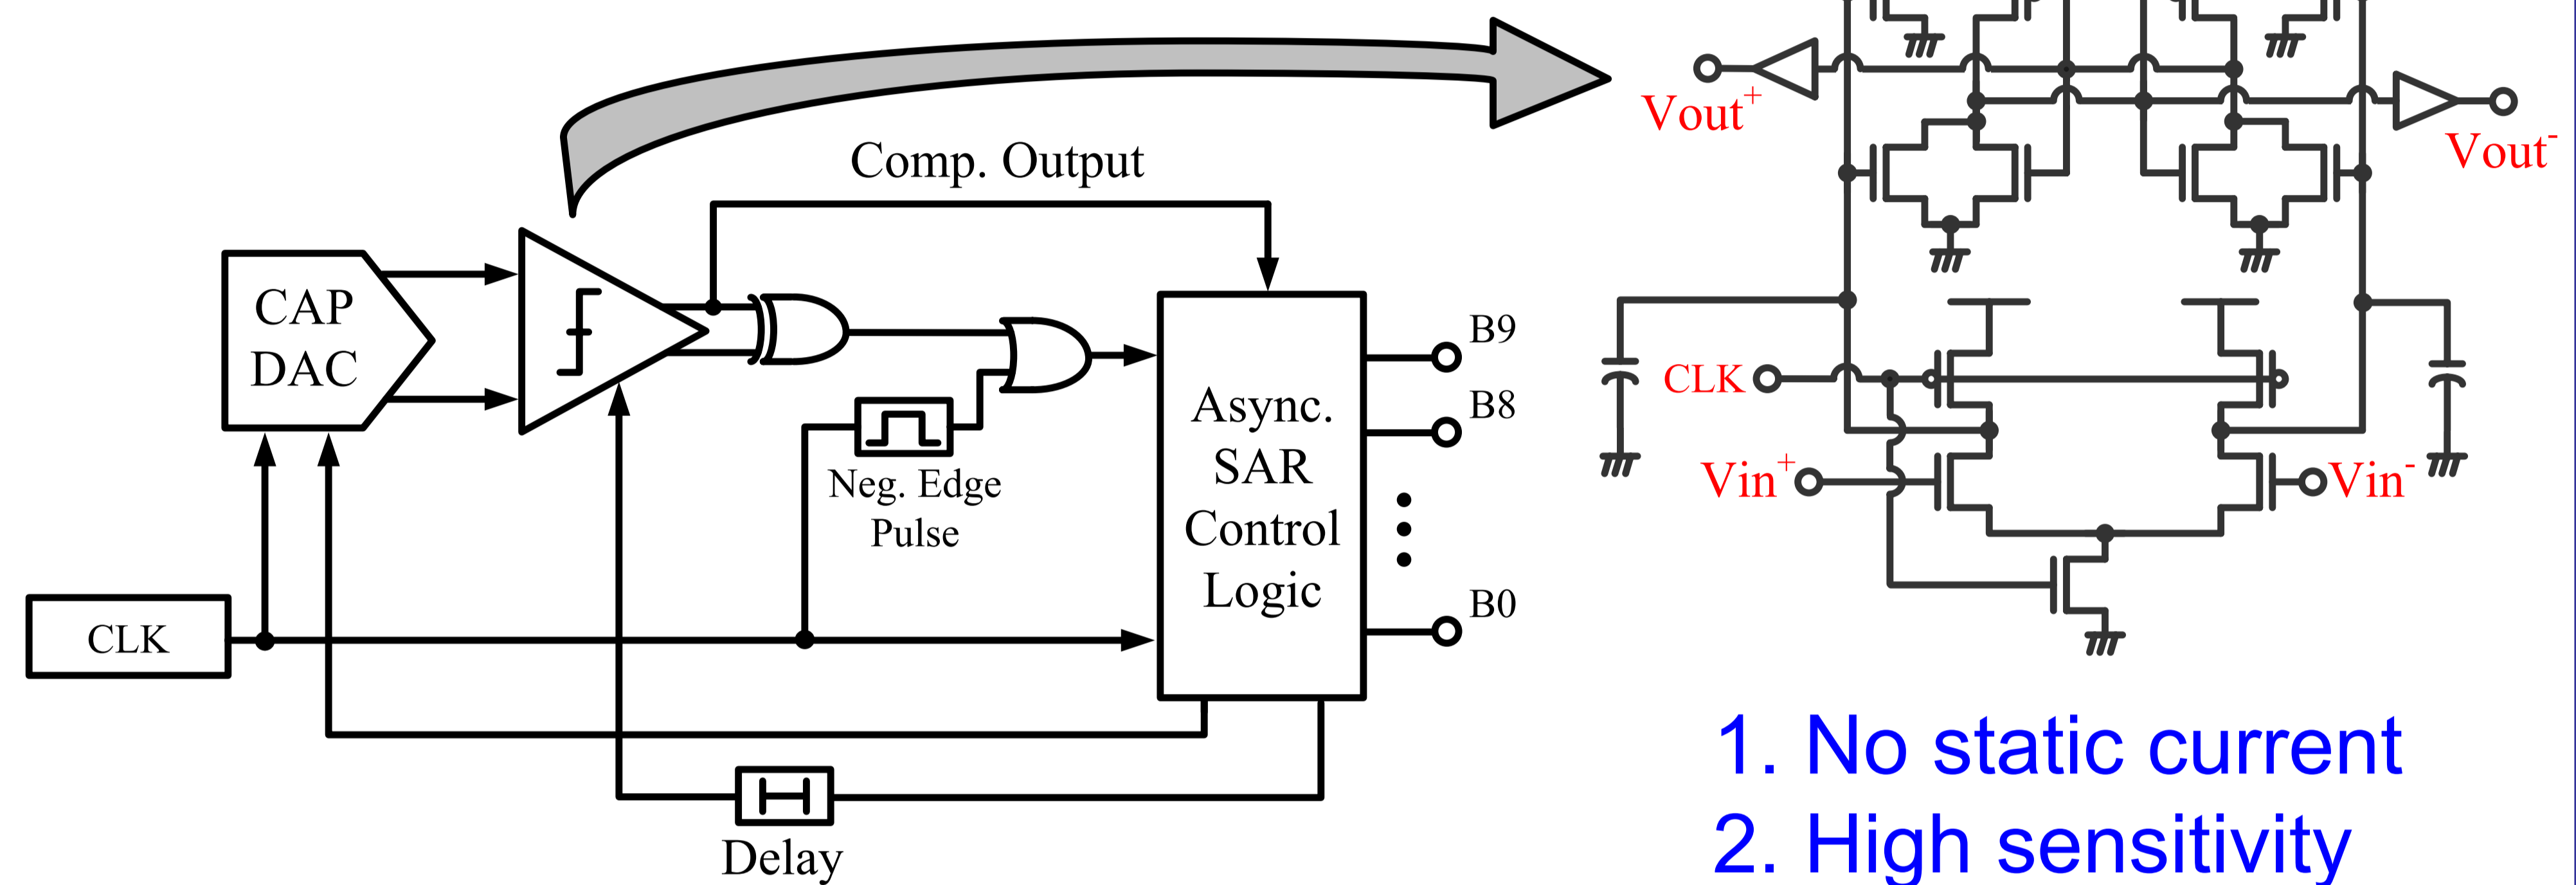 Comp. Output
CAP
DAC
CLK
Neg. Edge
Pulse
Async.
SAR
Control
Logic
B9
B8
B0
Delay
Vout+
Vout-
CLK
Vin+
Vin-
1. No static current
2. High sensitivity